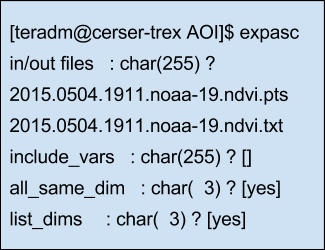 [teradm@cerser-trex AOI]$ expasc
in/out files   : char(255) ?
2015.0504.1911.noaa-19.ndvi.pts
2015.0504.1911.noaa-19.ndvi.txt
include_vars   : char(255) ? []
all_same_dim   : char(  3) ? [yes]
list_dims     : char(  3) ? [yes]